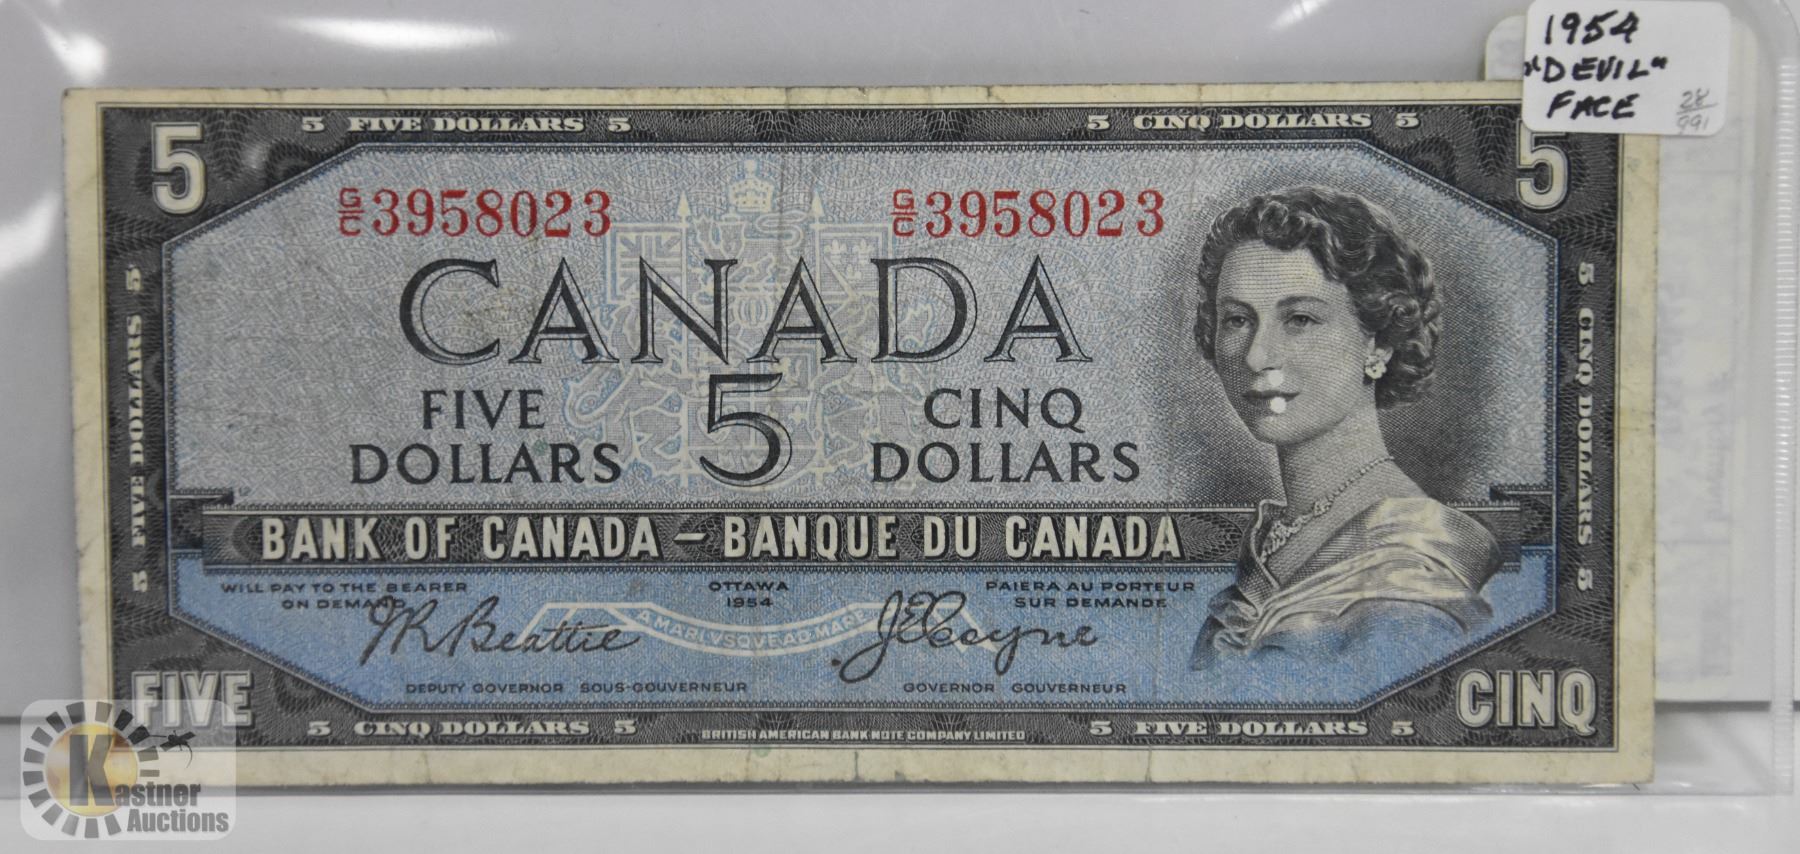 1954
"DEVIL"
FACE
28/991
5 FIVE DOLLARS 5
5 CINQ DOLLARS 5
5
5
G/C 3958023
G/C 3958023
CANADA
FIVE DOLLARS
5
CINQ DOLLARS
5 FIVE DOLLARS 5
5 CINQ DOLLARS 5
BANK OF CANADA – BANQUE DU CANADA
WILL PAY TO THE BEARER
ON DEMAND
OTTAWA
1954
PAIERA AU PORTEUR
SUR DEMANDE
A MARI VSQVE AD MARE
JR Beattie
J E Coyne
DEPUTY GOVERNOR SOUS-GOUVERNEUR
GOVERNOR GOUVERNEUR
FIVE
CINQ
5 CINQ DOLLARS 5
BRITISH AMERICAN BANK NOTE COMPANY LIMITED
5 FIVE DOLLARS 5
Kastner
Auctions